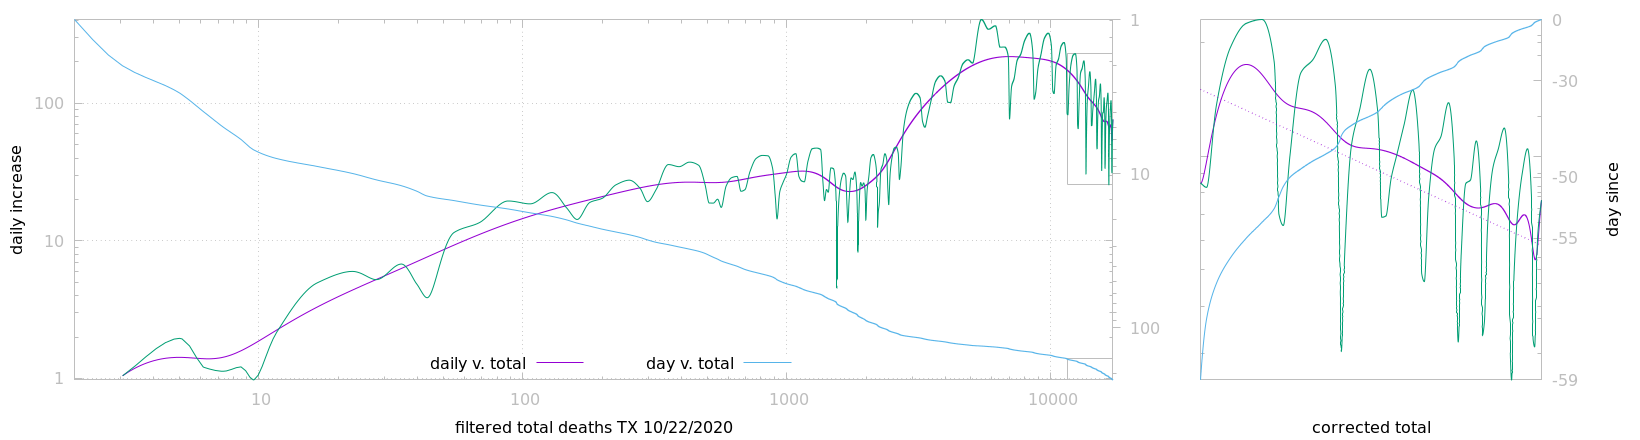 daily increase
100
10
1
10
100
1000
10000
1
10
100
daily v. total
day v. total
filtered total deaths TX 10/22/2020
0
-30
-50
-55
-59
day since
corrected total